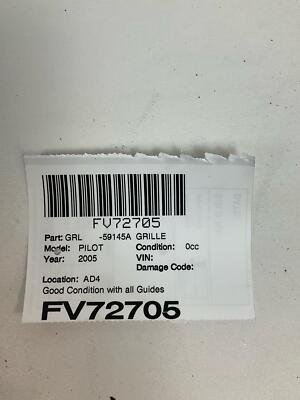 FV72705
Part: GRL -59145A GRILLE
Model: PILOT Condition: 0cc
Year: 2005 VIN:
Damage Code:
Location: AD4
Good Condition with all Guides
FV72705